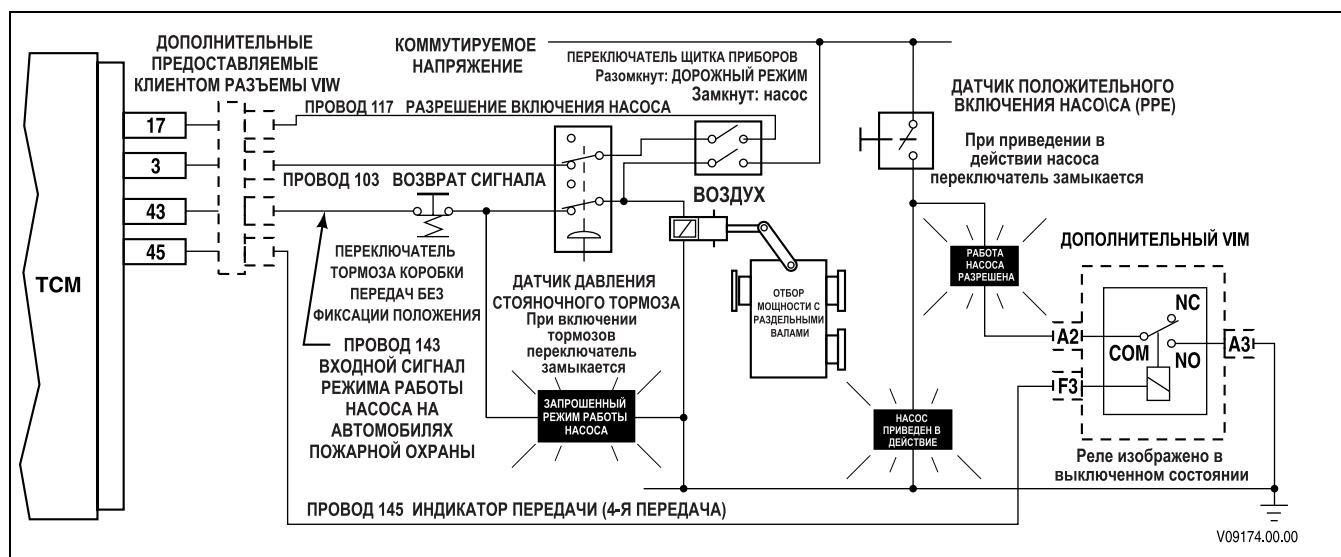 ДОПОЛНИТЕЛЬНЫЕ
ПРЕДОСТАВЛЯЕМЫЕ
КЛИЕНТОМ РАЗЪЕМЫ VIW
КОММУТИРУЕМОЕ
НАПРЯЖЕНИЕ
ПЕРЕКЛЮЧАТЕЛЬ ЩИТКА ПРИБОРОВ
Разомкнут: ДОРОЖНЫЙ РЕЖИМ
Замкнут: насос
ДАТЧИК ПОЛОЖИТЕЛЬНОГО
ВКЛЮЧЕНИЯ НАСО\СА (PPE)
При приведении в
действии насоса
переключатель замыкается
ПРОВОД 117 РАЗРЕШЕНИЕ ВКЛЮЧЕНИЯ НАСОСА
17
3
43
45
TCM
ПРОВОД 103 ВОЗВРАТ СИГНАЛА
ВОЗДУХ
ПЕРЕКЛЮЧАТЕЛЬ
ТОРМОЗА КОРОБКИ
ПЕРЕДАЧ БЕЗ
ФИКСАЦИИ ПОЛОЖЕНИЯ
ПРОВОД 143
ВХОДНОЙ СИГНАЛ
РЕЖИМА РАБОТЫ
НАСОСА НА
АВТОМОБИЛЯХ
ПОЖАРНОЙ ОХРАНЫ
ДАТЧИК ДАВЛЕНИЯ
СТОЯНОЧНОГО ТОРМОЗА
При включении
тормозов
переключатель
замыкается
ЗАПРОШЕННЫЙ
РЕЖИМ РАБОТЫ
НАСОСА
ОТБОР
МОЩНОСТИ С
РАЗДЕЛЬНЫМИ
ВАЛАМИ
РАБОТА
НАСОСА
РАЗРЕШЕНА
НАСОС
ПРИВЕДЕН В
ДЕЙСТВИЕ
ДОПОЛНИТЕЛЬНЫЙ VIM
NC
A2
COM
NO
A3
F3
Реле изображено в
выключенном состоянии
ПРОВОД 145 ИНДИКАТОР ПЕРЕДАЧИ (4-Я ПЕРЕДАЧА)
V09174.00.00